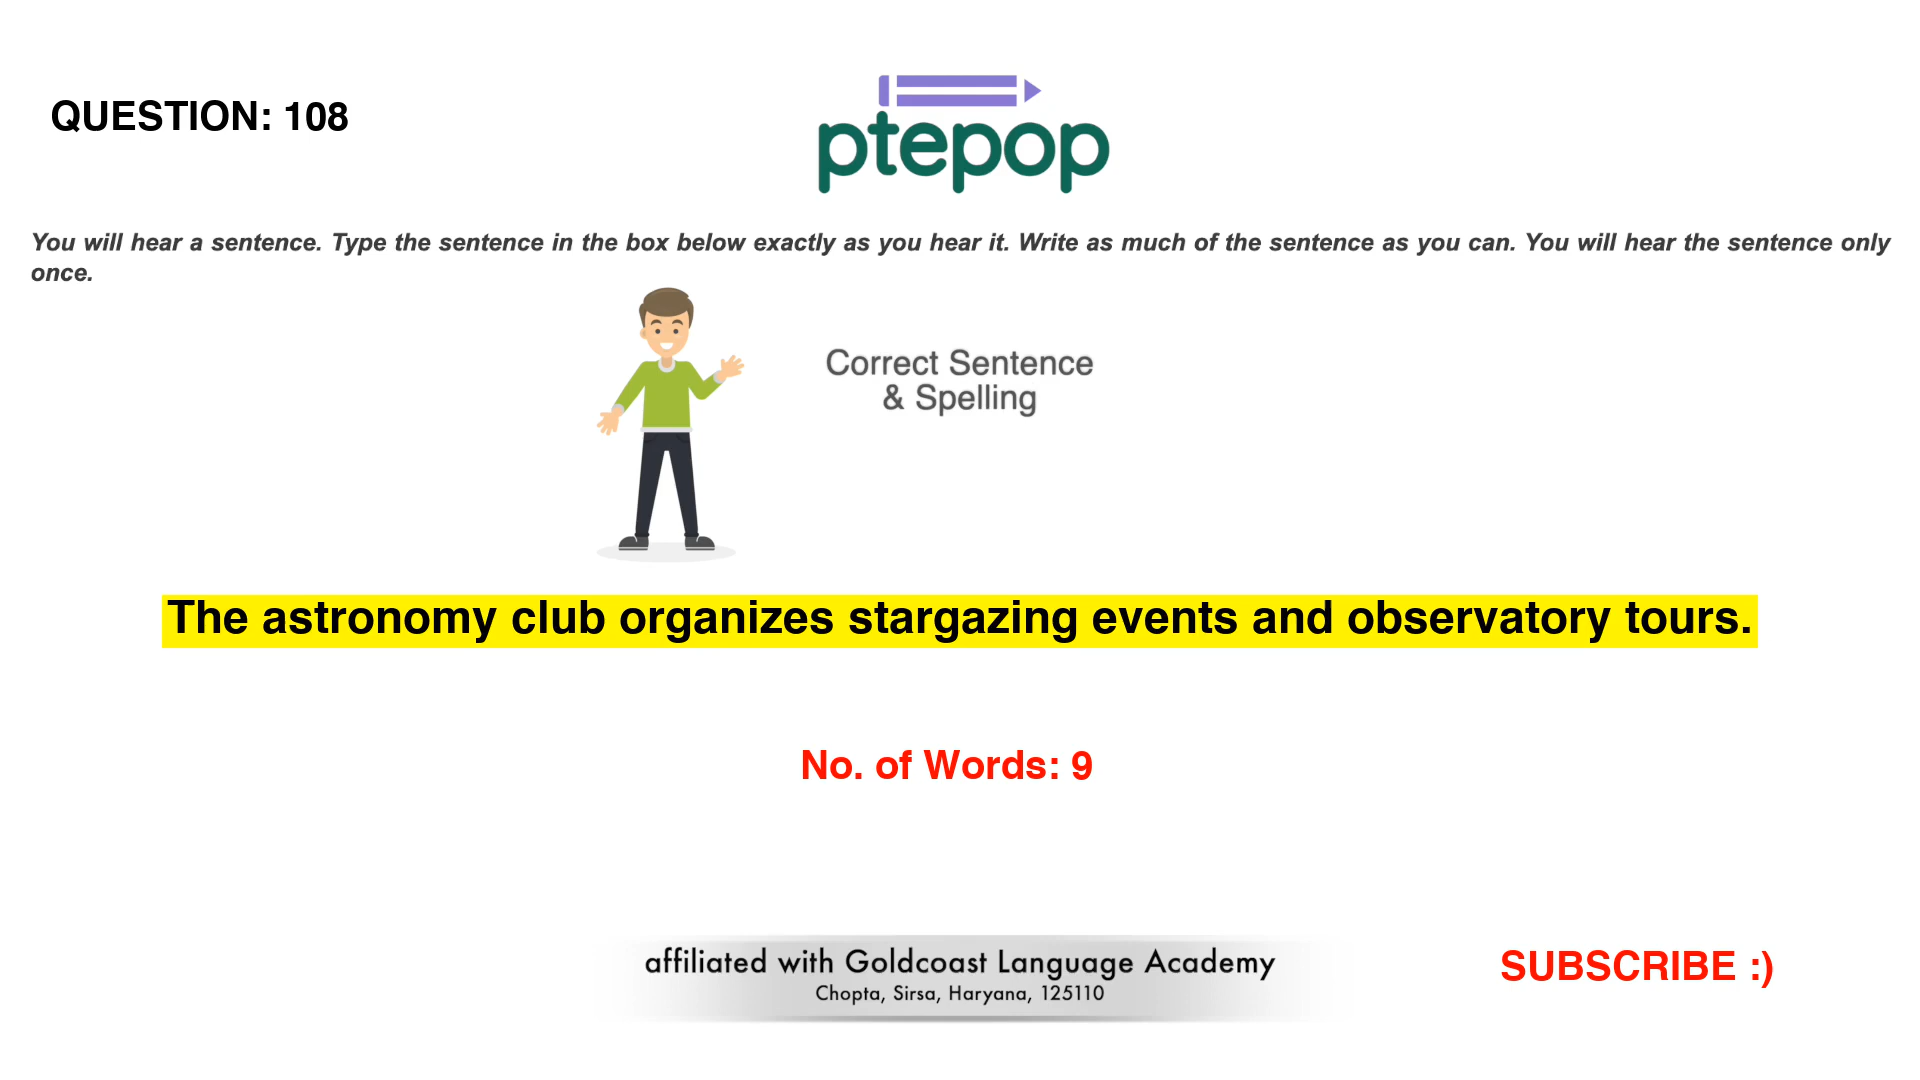 QUESTION: 108
ptepop
You will hear a sentence. Type the sentence in the box below exactly as you hear it. Write as much of the sentence as you can. You will hear the sentence only
once.
Correct Sentence
& Spelling
The astronomy club organizes stargazing events and observatory tours.
No. of Words: 9
affiliated with Goldcoast Language Academy
Chopta, Sirsa, Haryana, 125110
SUBSCRIBE :)